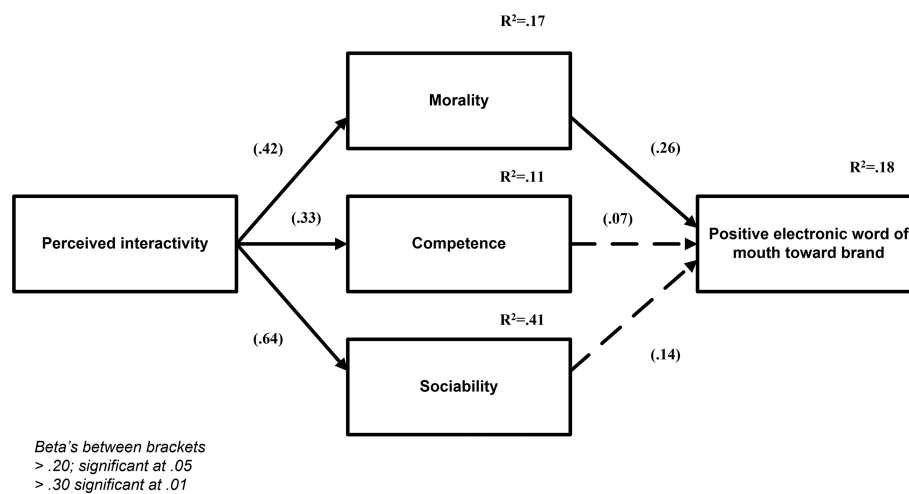 R²=.17
Morality
(.42)
(.26)
R²=.11
R²=.18
Perceived interactivity
(.33)
Competence
(.07)
Positive electronic word of
mouth toward brand
R²=.41
(.64)
Sociability
(.14)
Beta's between brackets
> .20; significant at .05
> .30 significant at .01